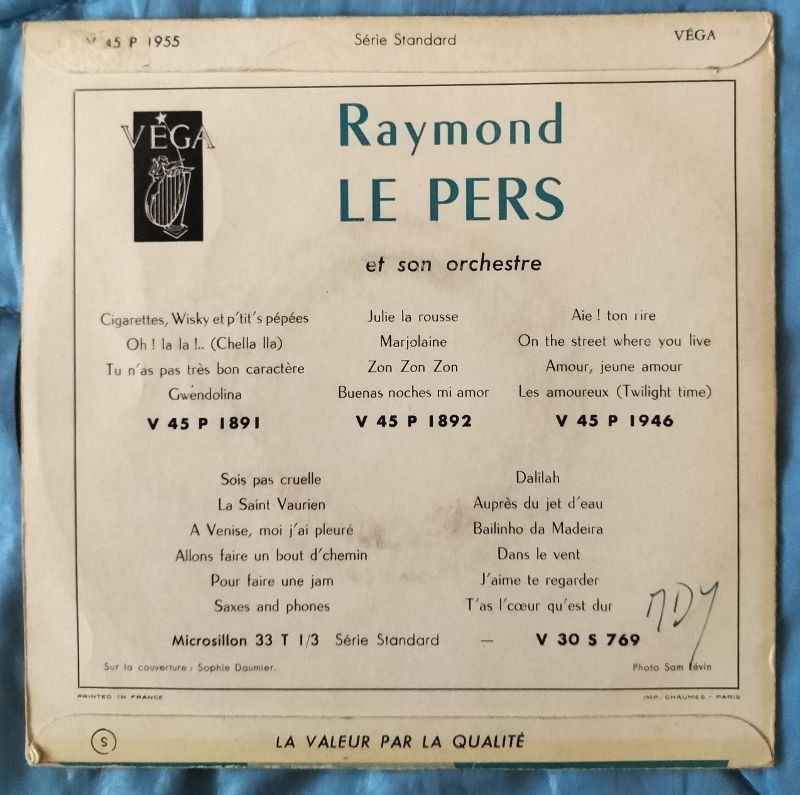 V 45 P 1955
Série Standard
VÉGA
VÉGA
Raymond
LE PERS
et son orchestre
Cigarettes, Wisky et p'tit's pépées
Oh ! la la !.. (Chella lla)
Tu n'as pas très bon caractère
Gwendolina
V 45 P 1891
Julie la rousse
Marjolaine
Zon Zon Zon
Buenas noches mi amor
V 45 P 1892
Aie ! ton rire
On the street where you live
Amour, jeune amour
Les amoureux (Twilight time)
V 45 P 1946
Sois pas cruelle
La Saint Vaurien
A Venise, moi j'ai pleuré
Allons faire un bout d'chemin
Pour faire une jam
Saxes and phones
Dalilah
Auprès du jet d'eau
Bailinho da Madeira
Dans le vent
J'aime te regarder
T'as l'cœur qu'est dur
Microsillon 33 T 1/3 Série Standard — V 30 S 769
Sur la couverture : Sophie Daumier.
Photo Sam Lévin
PRINTED IN FRANCE
IMP. CHAUMES - PARIS
S
LA VALEUR PAR LA QUALITÉ